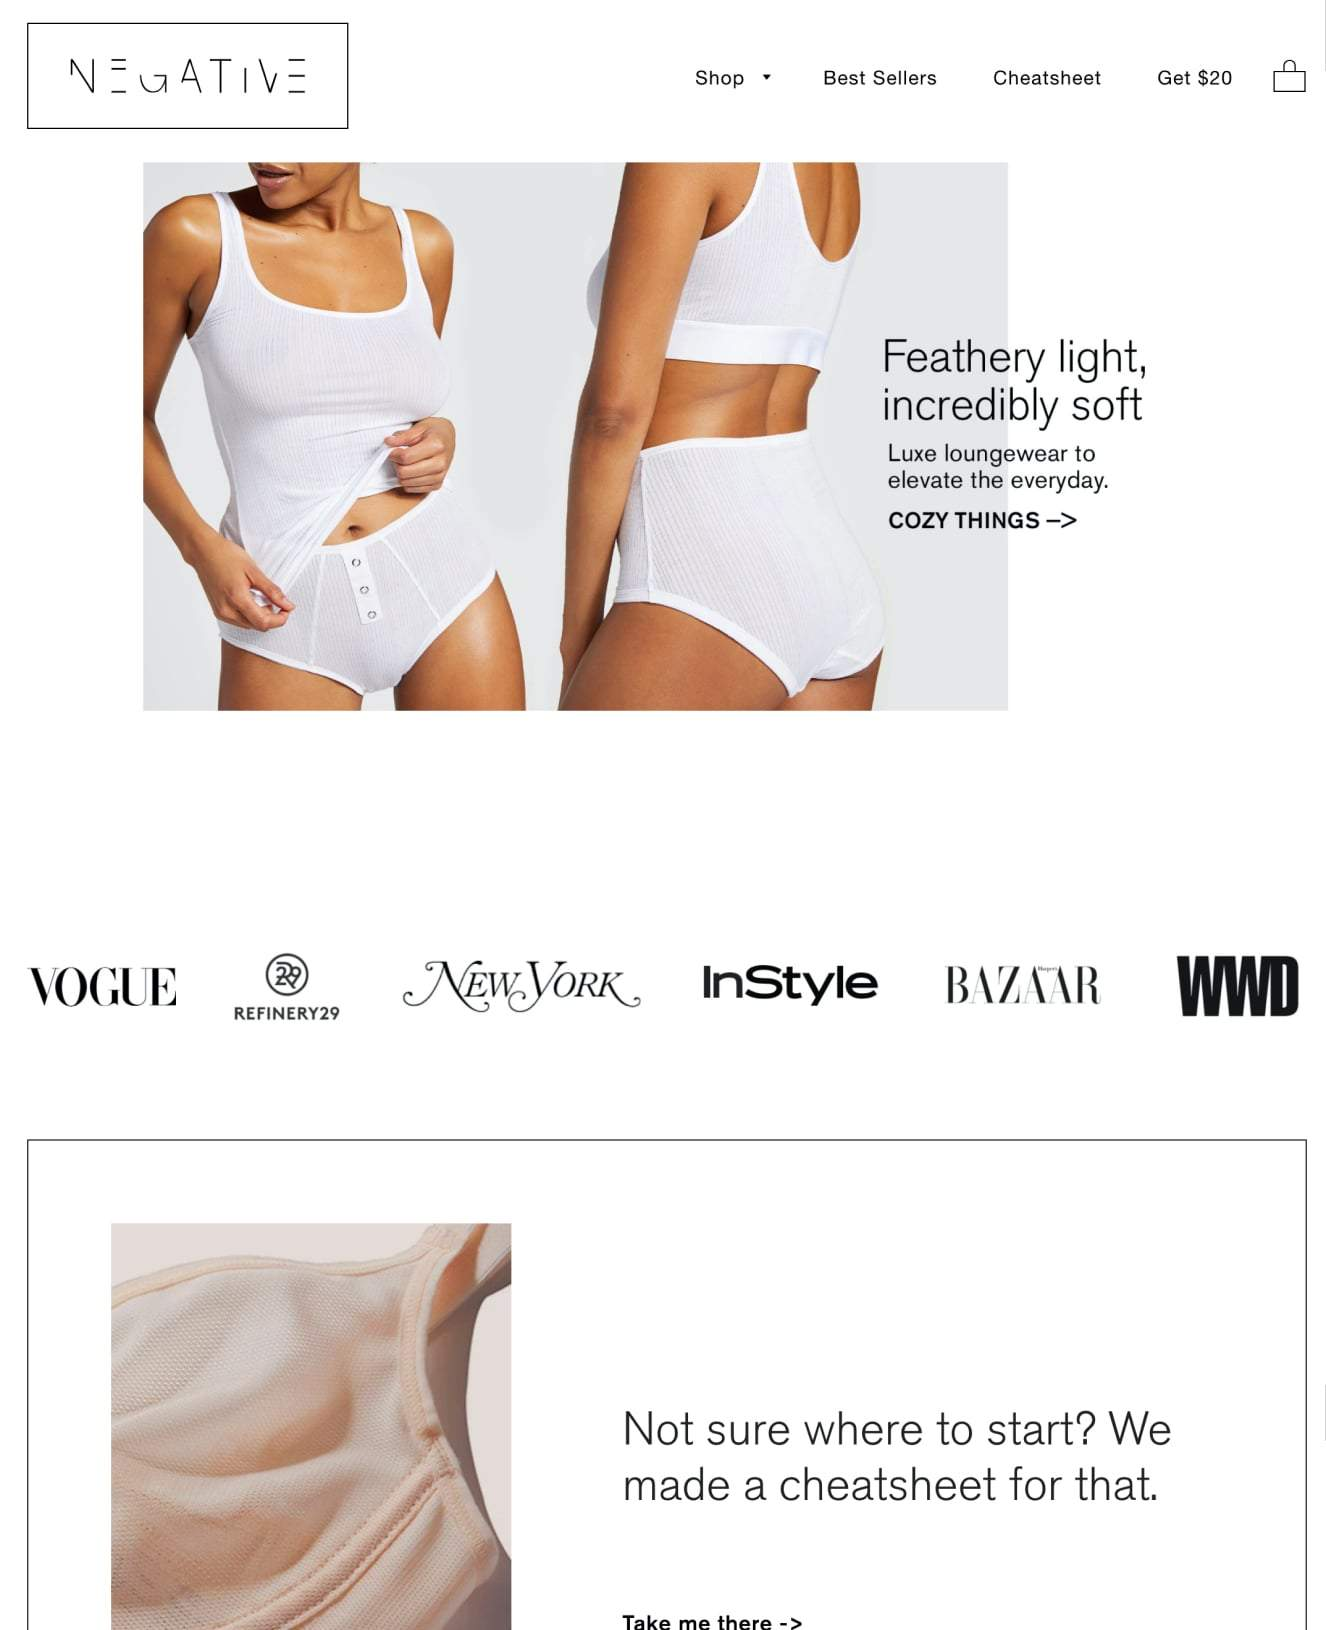 NEGATIVE
Shop ▾ Best Sellers Cheatsheet Get $20
Feathery light,
incredibly soft
Luxe loungewear to
elevate the everyday.
COZY THINGS —>
VOGUE
R29
REFINERY29
NEW YORK
InStyle
Harper's
BAZAAR
WWD
Not sure where to start? We
made a cheatsheet for that.
Take me there ->